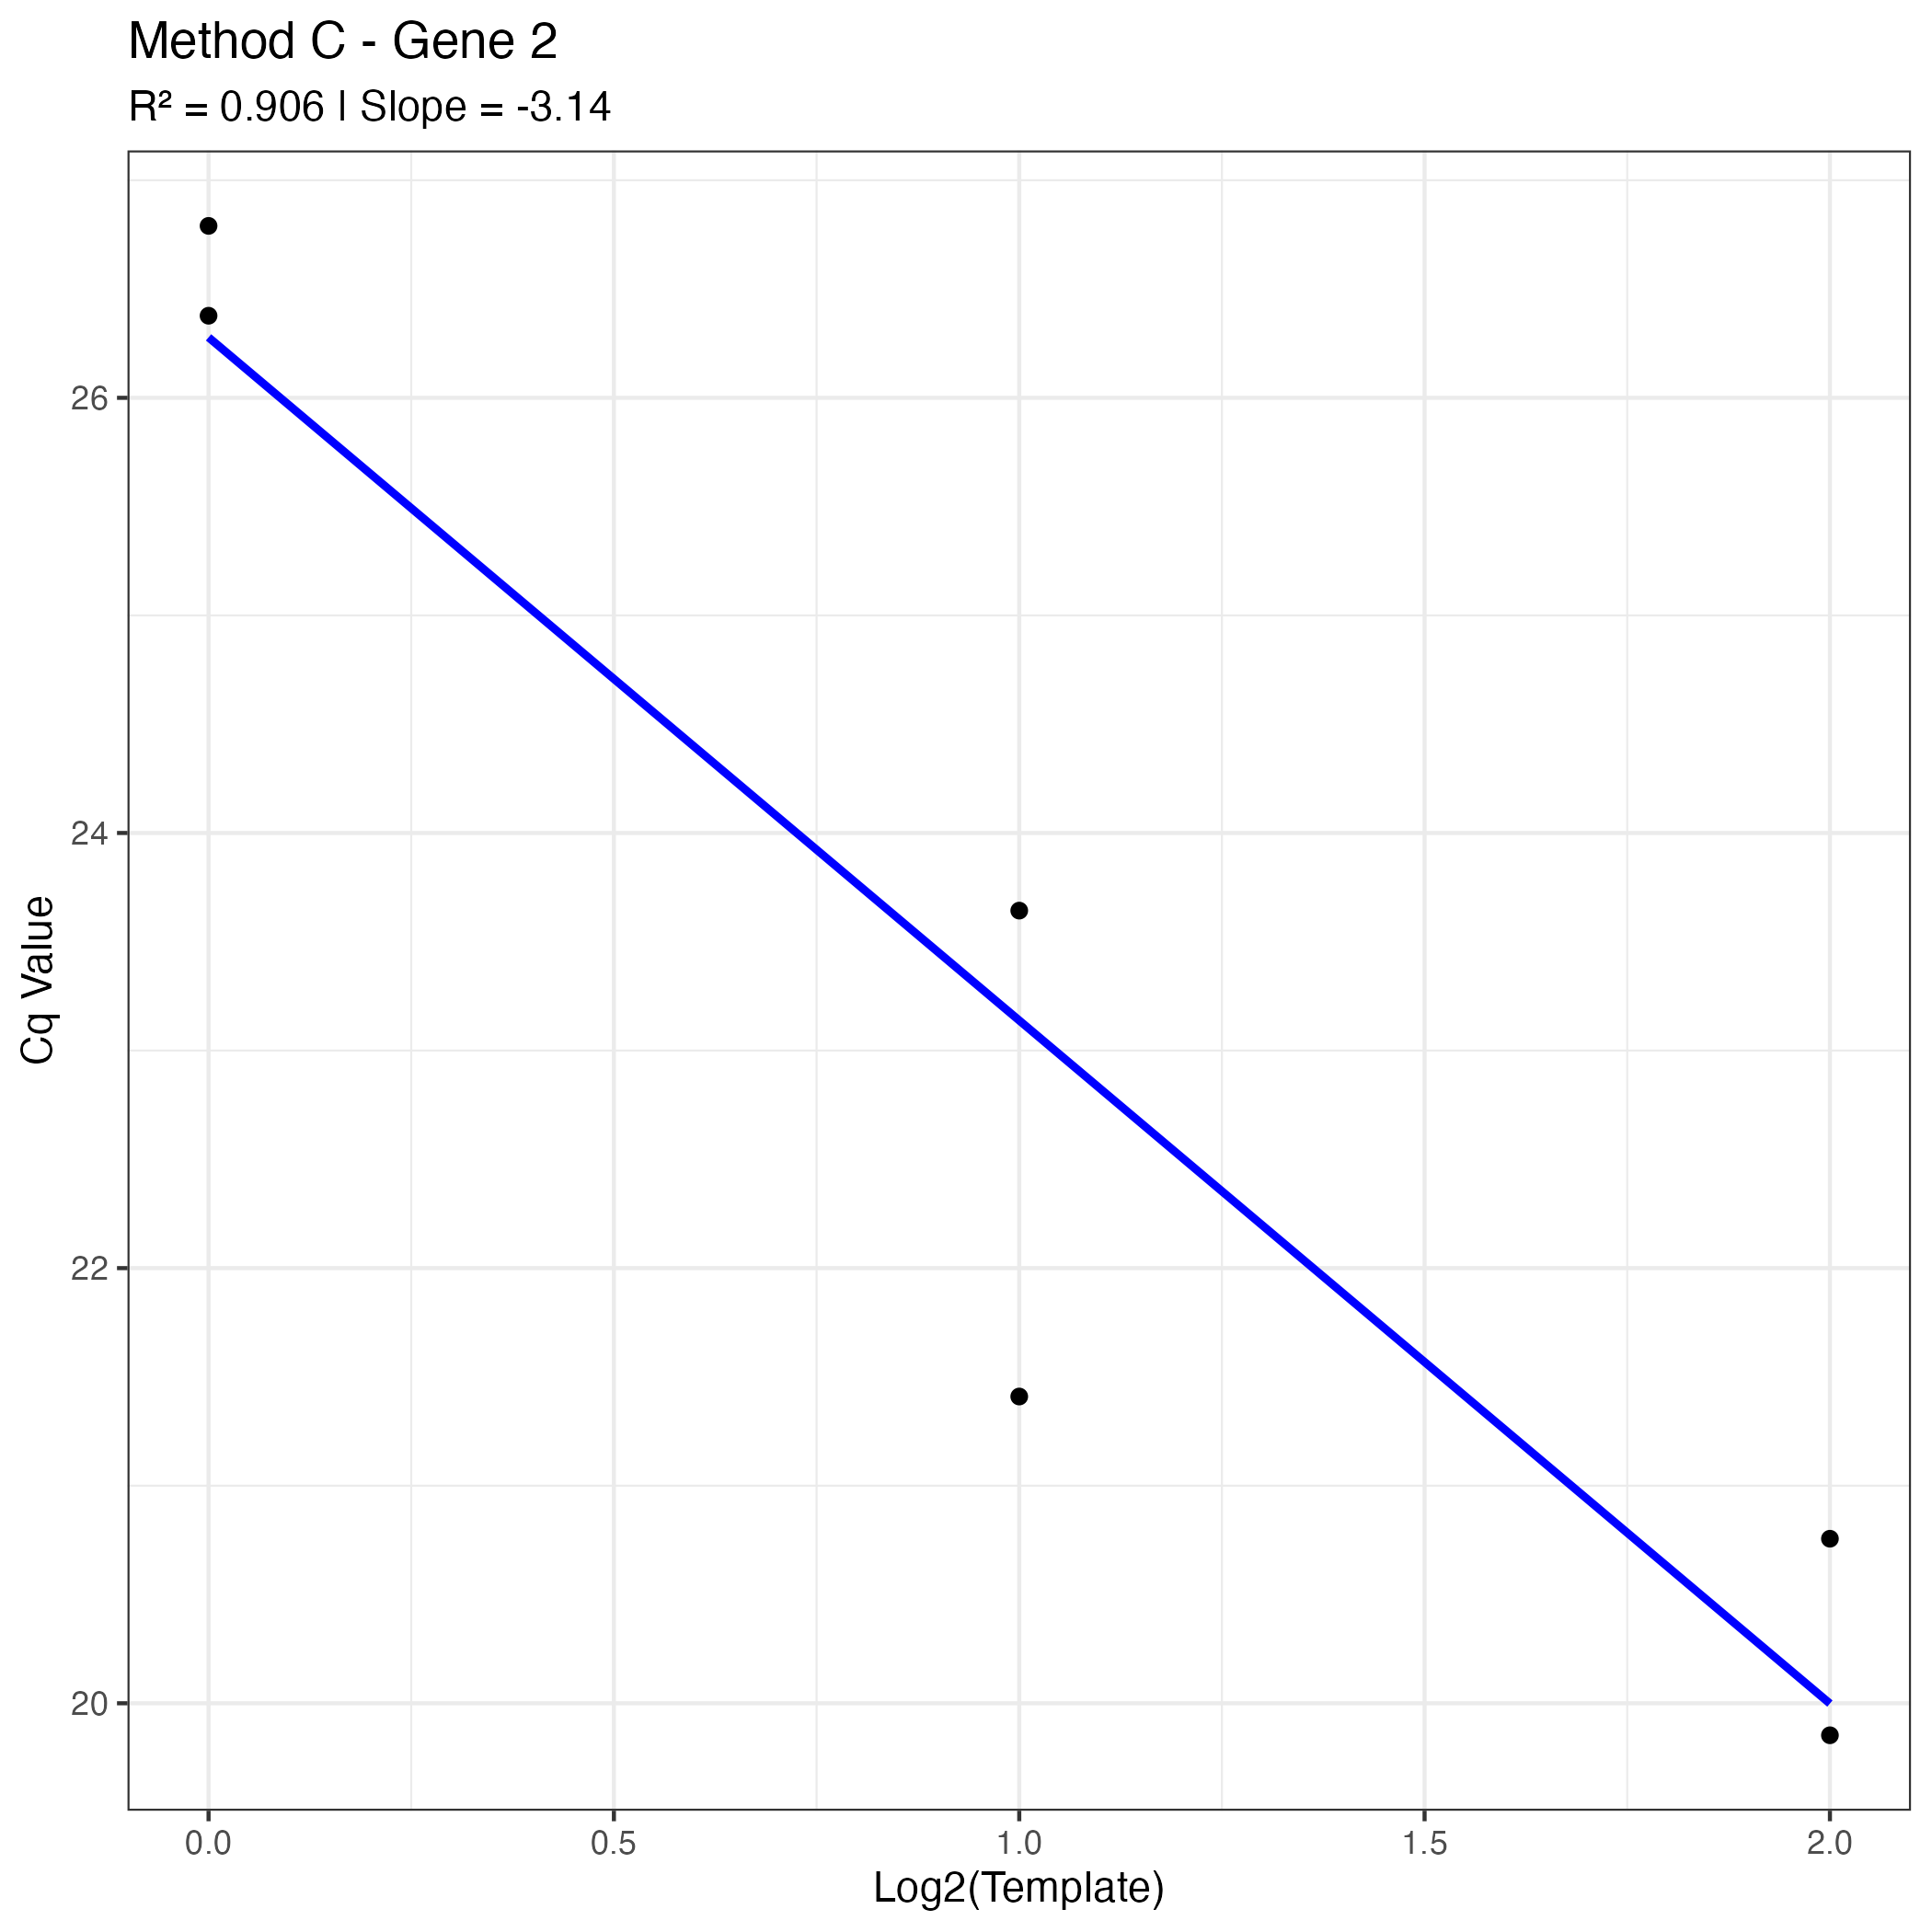 Method C - Gene 2
R² = 0.906 | Slope = -3.14
26
24
22
20
Cq Value
0.0 0.5 1.0 1.5 2.0
Log2(Template)